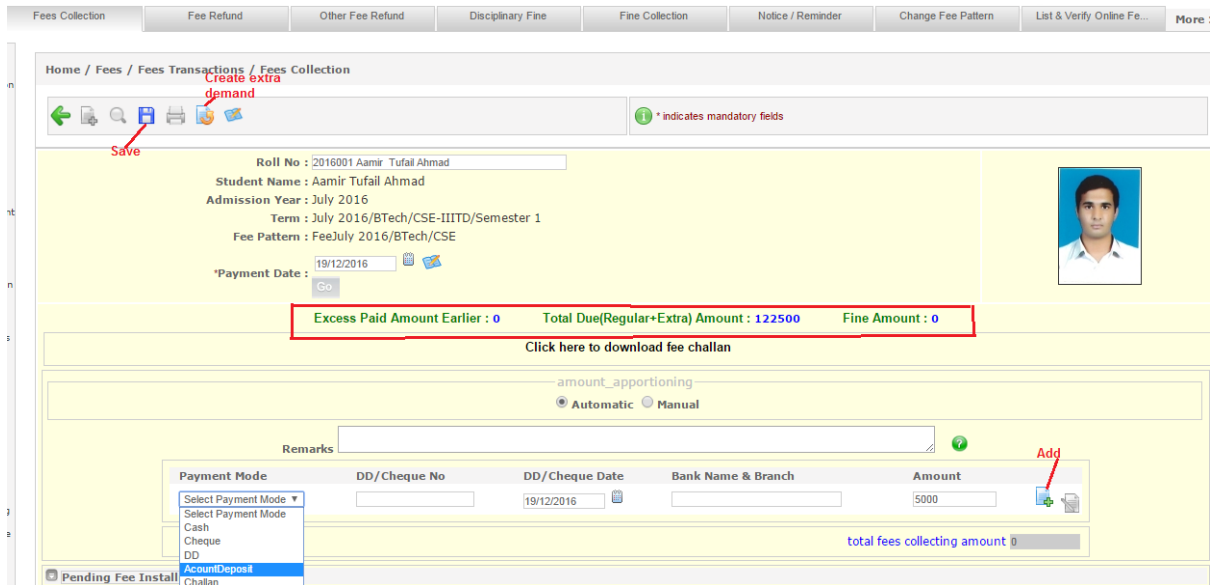 Fees Collection Fee Refund Other Fee Refund Disciplinary Fine Fine Collection Notice / Reminder Change Fee Pattern List & Verify Online Fe... More
Home / Fees / Fees Transactions / Fees Collection
Create extra
demand
* indicates mandatory fields
Save
Roll No : 2016001 Aamir Tufail Ahmad
Student Name : Aamir Tufail Ahmad
Admission Year : July 2016
Term : July 2016/BTech/CSE-IIITD/Semester 1
Fee Pattern : FeeJuly 2016/BTech/CSE
*Payment Date : 19/12/2016
Go
Excess Paid Amount Earlier : 0 Total Due(Regular+Extra) Amount : 122500 Fine Amount : 0
Click here to download fee challan
amount_apportioning
Automatic Manual
Remarks
Add
Payment Mode DD/Cheque No DD/Cheque Date Bank Name & Branch Amount
Select Payment Mode 19/12/2016 5000
Select Payment Mode
Cash
Cheque
DD
total fees collecting amount 0
AcountDeposit
Pending Fee Install
Challan